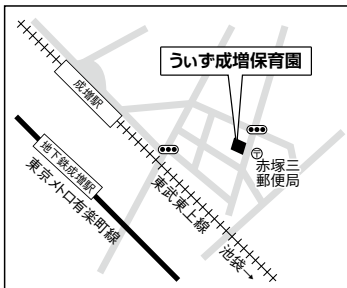 うぃず成増保育園
成増駅
〒
赤塚三
郵便局
地下鉄成増駅
東武東上線
東京メトロ有楽町線
池袋→